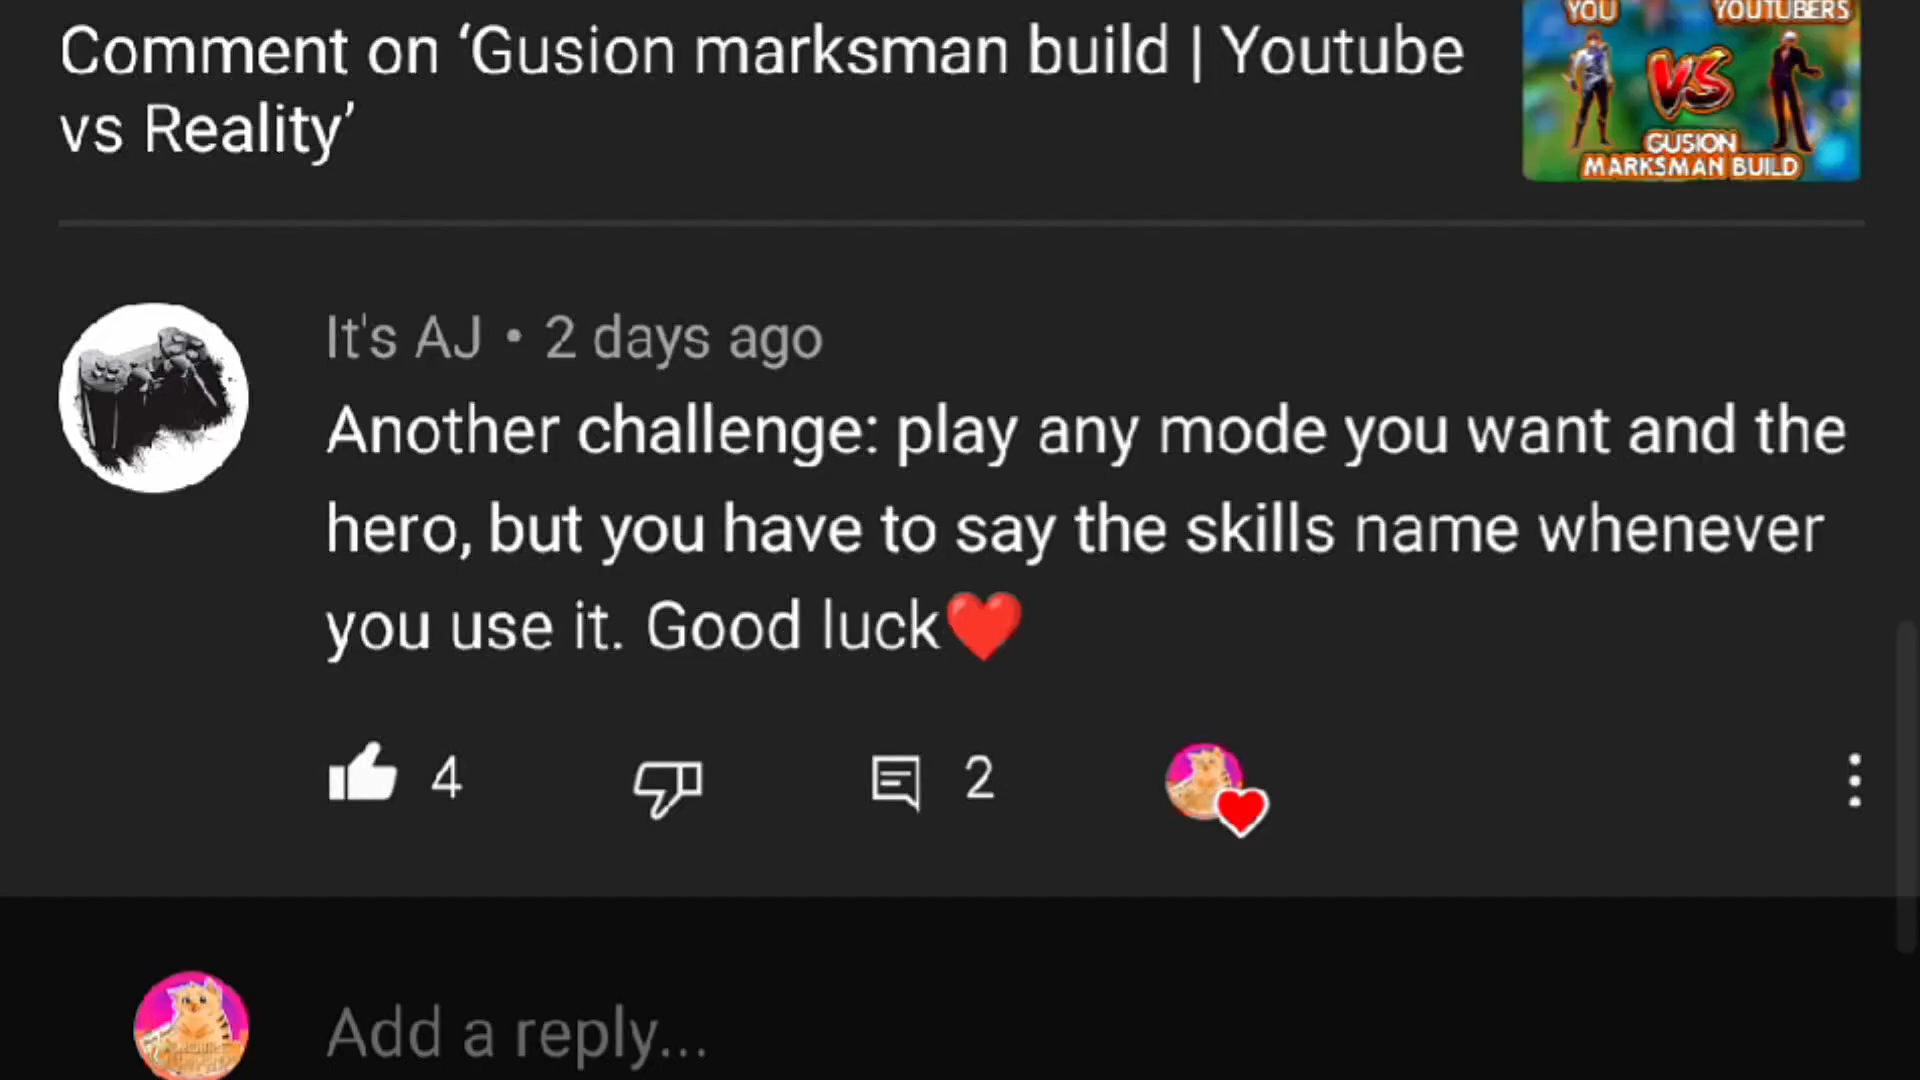 YOU YOUTUBERS
Comment on ‘Gusion marksman build | Youtube
vs Reality’
VS
GUSION
MARKSMAN BUILD
It's AJ • 2 days ago
Another challenge: play any mode you want and the
hero, but you have to say the skills name whenever
you use it. Good luck❤️
4 2
Add a reply...